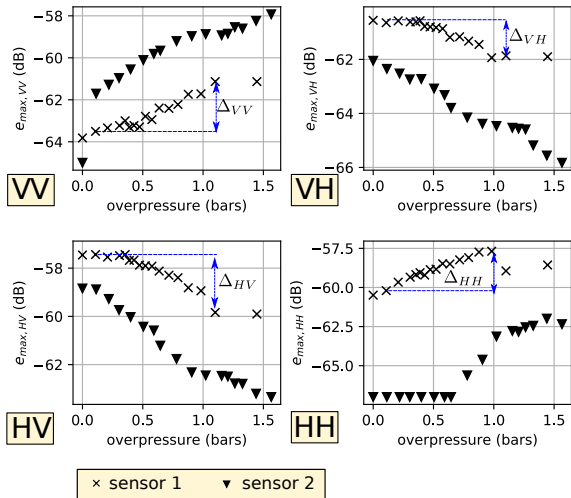 −58
−60
−62
−64
e_max,VV (dB)
Δ_VV
0.0 0.5 1.0 1.5
overpressure (bars)
VV
−62
−64
−66
e_max,VH (dB)
Δ_VH
0.0 0.5 1.0 1.5
overpressure (bars)
VH
−58
−60
−62
e_max,HV (dB)
Δ_HV
0.0 0.5 1.0 1.5
overpressure (bars)
HV
−57.5
−60.0
−62.5
−65.0
e_max,HH (dB)
Δ_HH
0.0 0.5 1.0 1.5
overpressure (bars)
HH
sensor 1 sensor 2